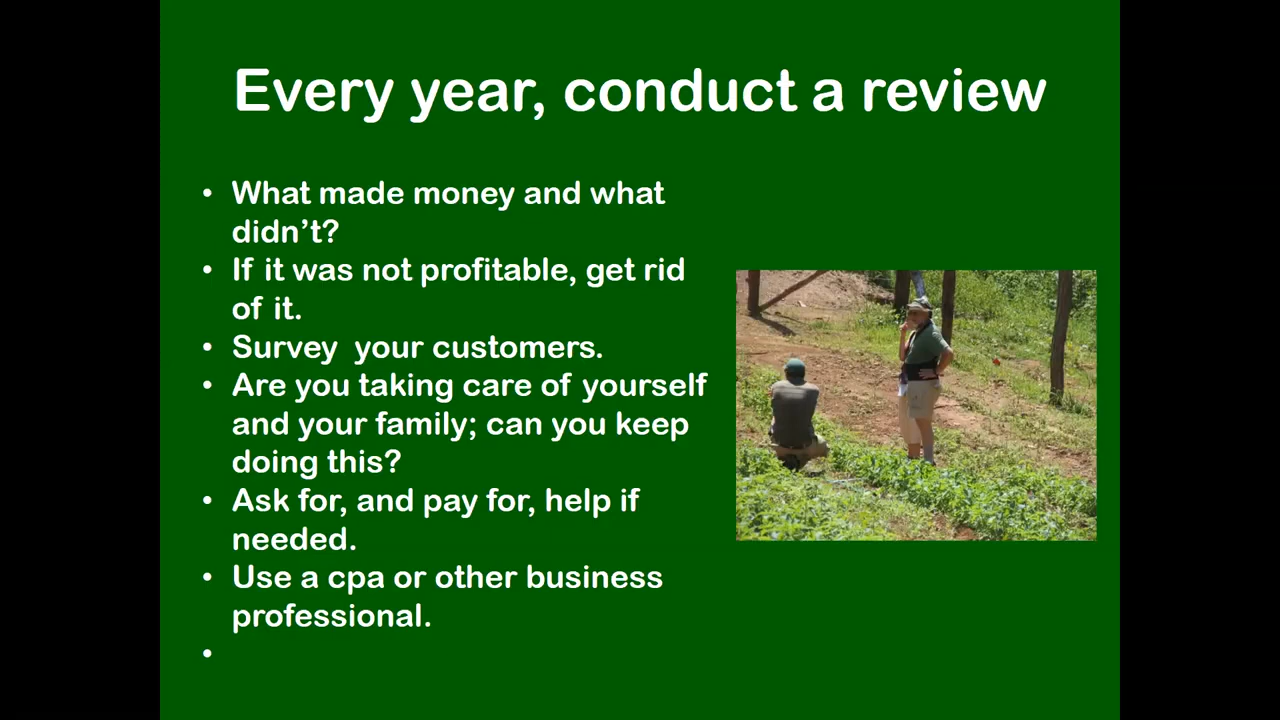 Every year, conduct a review
• What made money and what
didn’t?
• If it was not profitable, get rid
of it.
• Survey  your customers.
• Are you taking care of yourself
and your family; can you keep
doing this?
• Ask for, and pay for, help if
needed.
• Use a cpa or other business
professional.
•